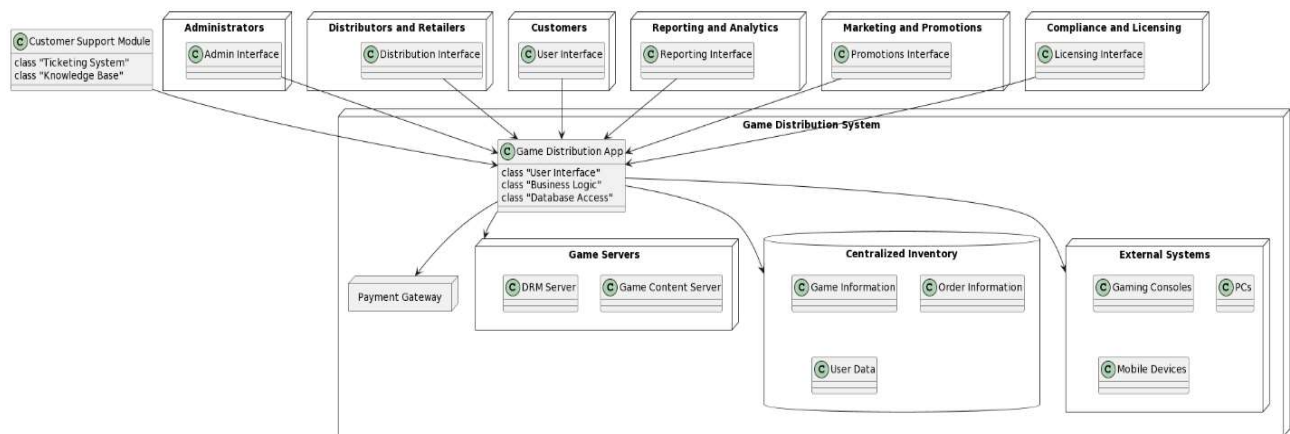 Administrators
Distributors and Retailers
Customers
Reporting and Analytics
Marketing and Promotions
Compliance and Licensing
C Customer Support Module
class "Ticketing System"
class "Knowledge Base"
C Admin Interface
C Distribution Interface
C User Interface
C Reporting Interface
C Promotions Interface
C Licensing Interface
Game Distribution System
C Game Distribution App
class "User Interface"
class "Business Logic"
class "Database Access"
Payment Gateway
Game Servers
C DRM Server
C Game Content Server
Centralized Inventory
C Game Information
C Order Information
C User Data
External Systems
C Gaming Consoles
C PCs
C Mobile Devices